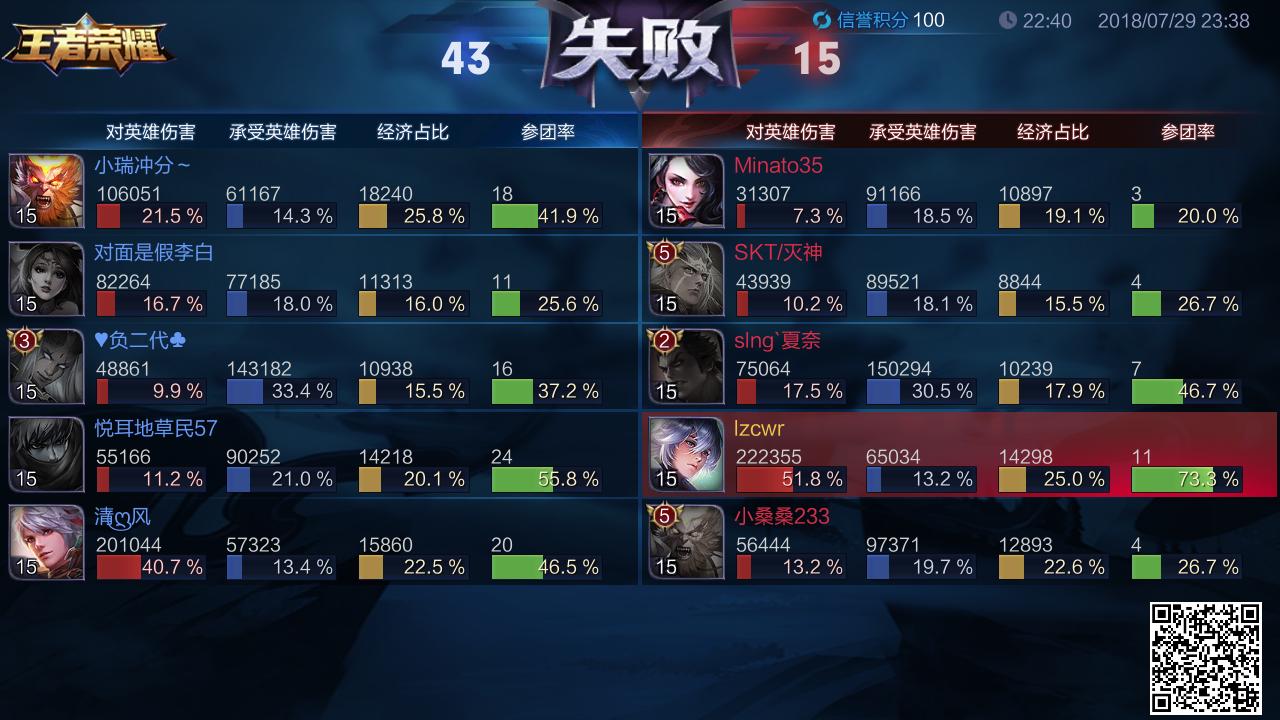 王者荣耀
43 失败 15
信誉积分 100 22:40 2018/07/29 23:38
对英雄伤害 承受英雄伤害 经济占比 参团率
对英雄伤害 承受英雄伤害 经济占比 参团率
小瑞冲分~
106051 61167 18240 18
15 21.5 % 14.3 % 25.8 % 41.9 %
Minato35
31307 91166 10897 3
15 7.3 % 18.5 % 19.1 % 20.0 %
对面是假李白
82264 77185 11313 11
15 16.7 % 18.0 % 16.0 % 25.6 %
5 SKT/灭神
43939 89521 8844 4
15 10.2 % 18.1 % 15.5 % 26.7 %
3 ♥负二代♣
48861 143182 10938 16
15 9.9 % 33.4 % 15.5 % 37.2 %
2 slng`夏奈
75064 150294 10239 7
15 17.5 % 30.5 % 17.9 % 46.7 %
悦耳地草民57
55166 90252 14218 24
15 11.2 % 21.0 % 20.1 % 55.8 %
lzcwr
222355 65034 14298 11
15 51.8 % 13.2 % 25.0 % 73.3 %
清ღ风
201044 57323 15860 20
15 40.7 % 13.4 % 22.5 % 46.5 %
5 小桑桑233
56444 97371 12893 4
15 13.2 % 19.7 % 22.6 % 26.7 %